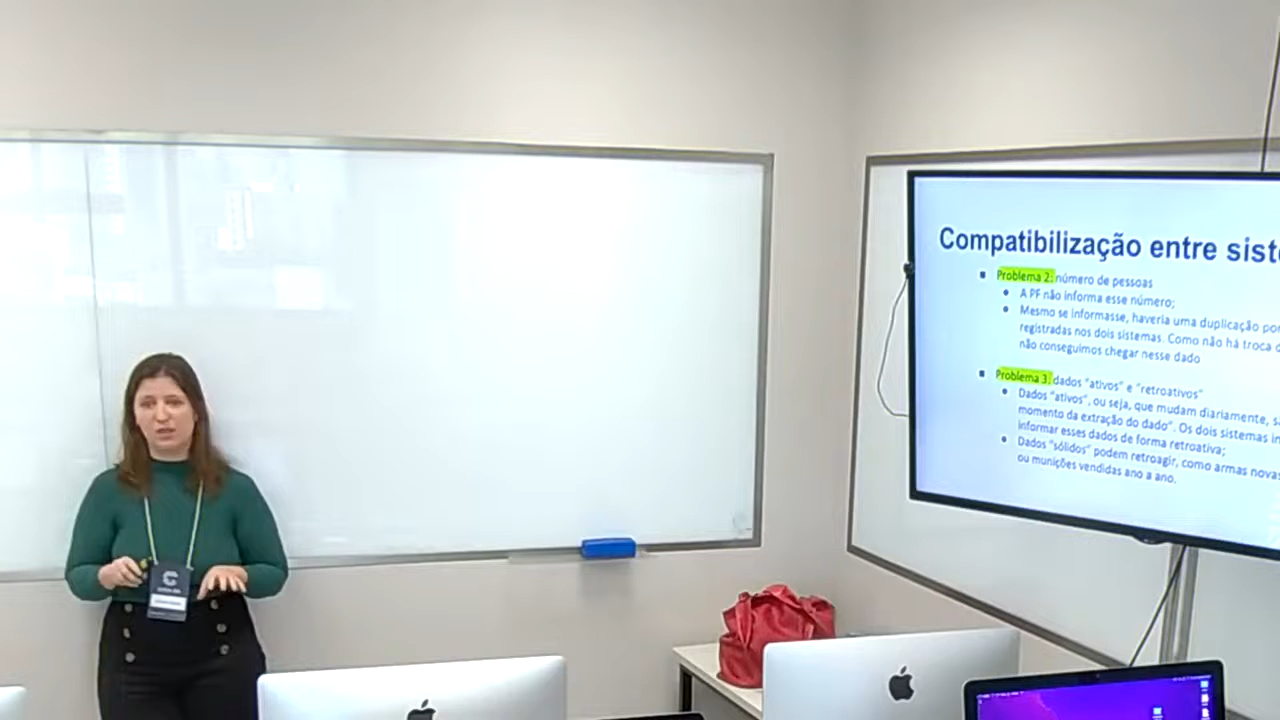 Compatibilização entre
Problema 2: número de pessoas
A PF não informa esse número;
Mesmo se informasse, haveria uma duplicação
registradas nos dois sistemas. Como não há troca
não conseguimos chegar nesse dado
Problema 3: dados "ativos" e "retroativos"
Dados "ativos", ou seja, que mudam diariamente,
momento da extração do dado". Os dois sistemas
informar esses dados de forma retroativa;
Dados "sólidos" podem retroagir, como armas novas
ou munições vendidas ano a ano.